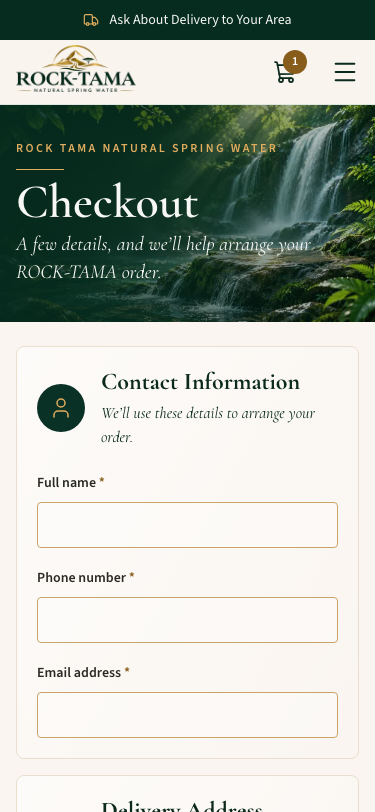 Ask About Delivery to Your Area
ROCK-TAMA
NATURAL SPRING WATER
1
ROCK TAMA NATURAL SPRING WATER
Checkout
A few details, and we’ll help arrange your
ROCK-TAMA order.
Contact Information
We’ll use these details to arrange your
order.
Full name *
Phone number *
Email address *
Delivery Address